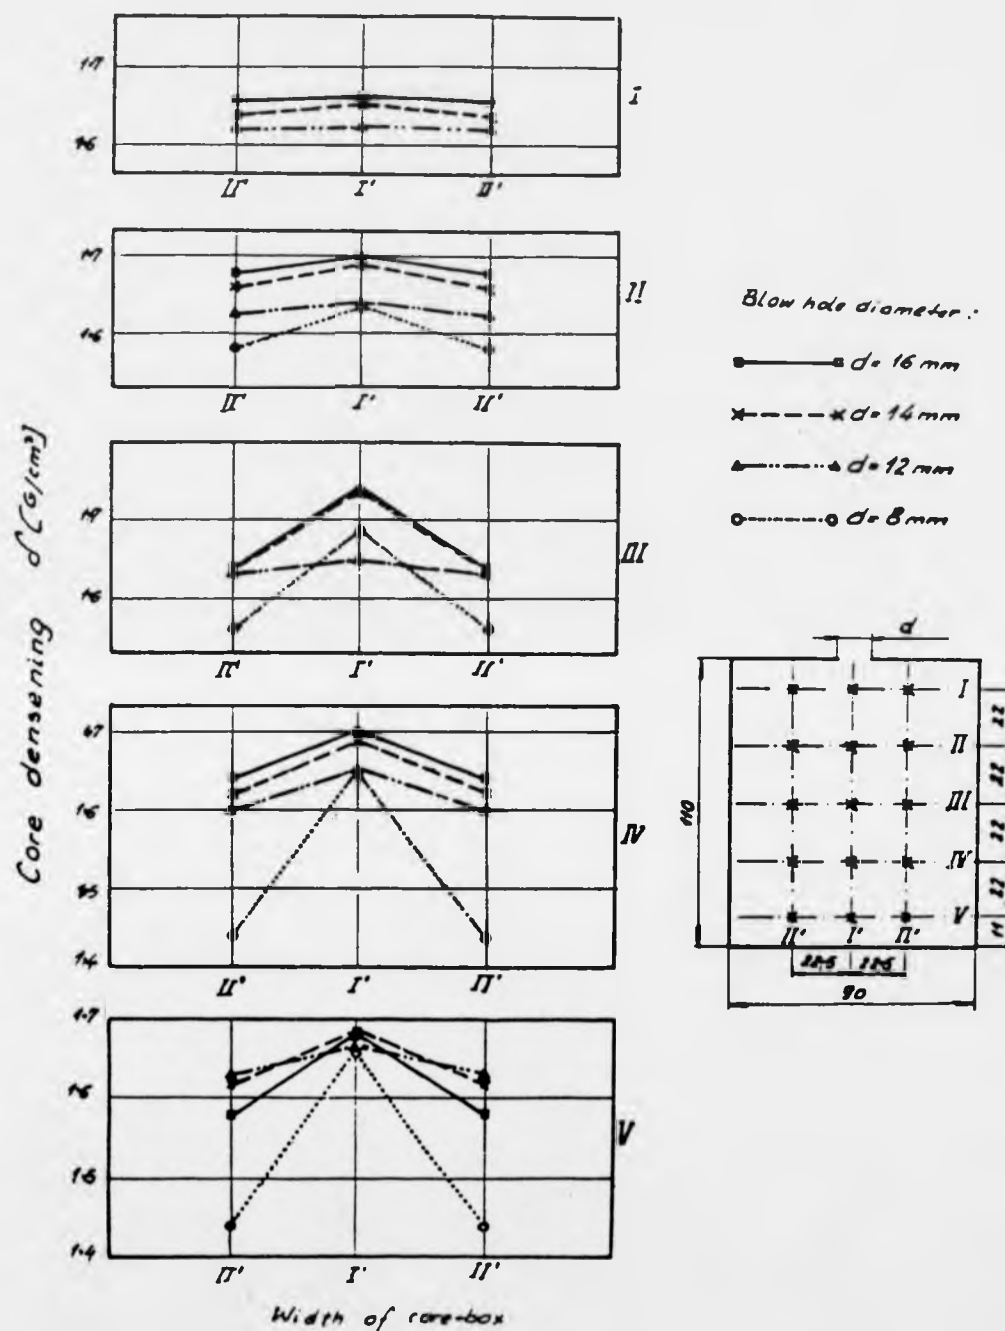 1·7
1·6
I
II' I' II'
1·7
1·6
II
II' I' II'
1·7
1·6
III
II' I' II'
1·7
1·6
1·5
1·4
IV
II' I' II'
1·7
1·6
1·5
1·4
V
II' I' II'
Width of core-box
Core densening δ [G/cm³]
Blow hole diameter:
d= 16 mm
d= 14 mm
d= 12 mm
d= 8 mm
d
I
II
III
IV
V
II' I' II'
22·5 22·5
90
110
22
22
22
22
11